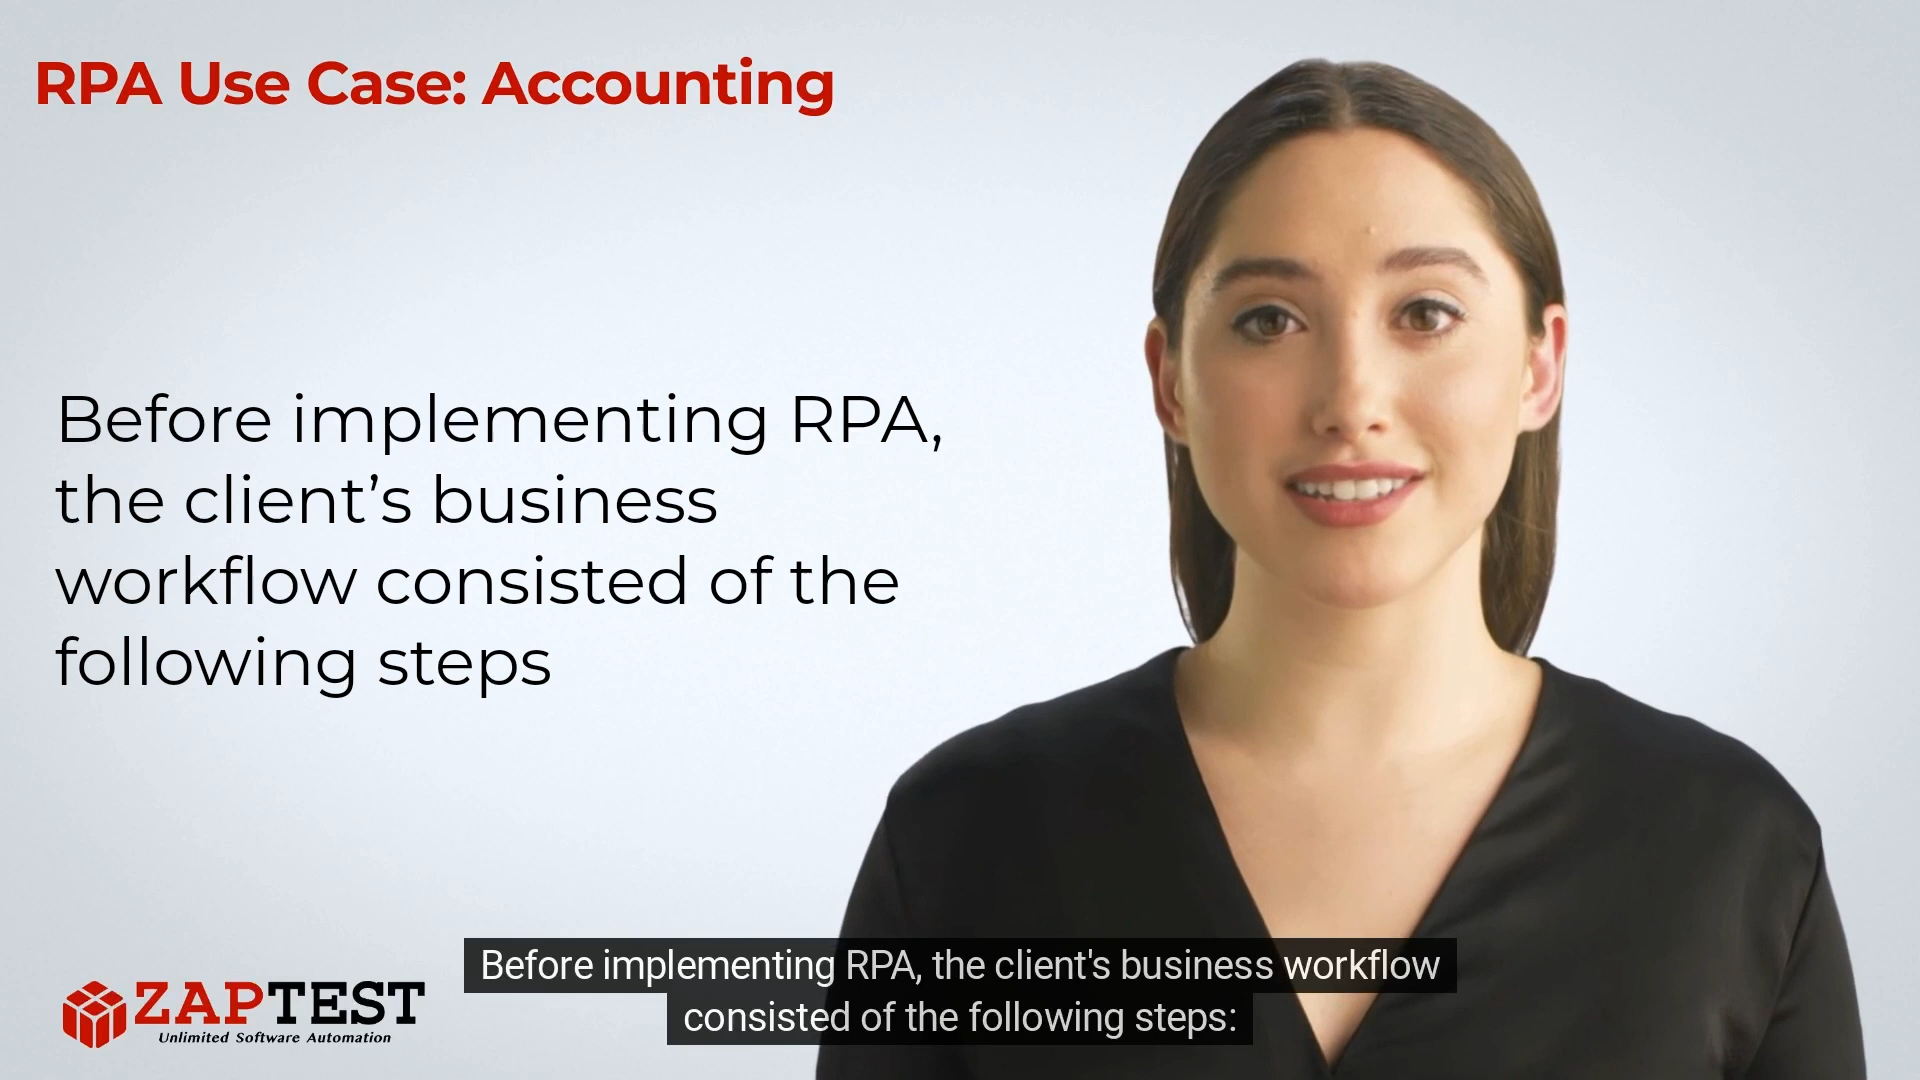 RPA Use Case: Accounting
Before implementing RPA,
the client’s business
workflow consisted of the
following steps
ZAPTEST
Unlimited Software Automation
Before implementing RPA, the client's business workflow
consisted of the following steps: